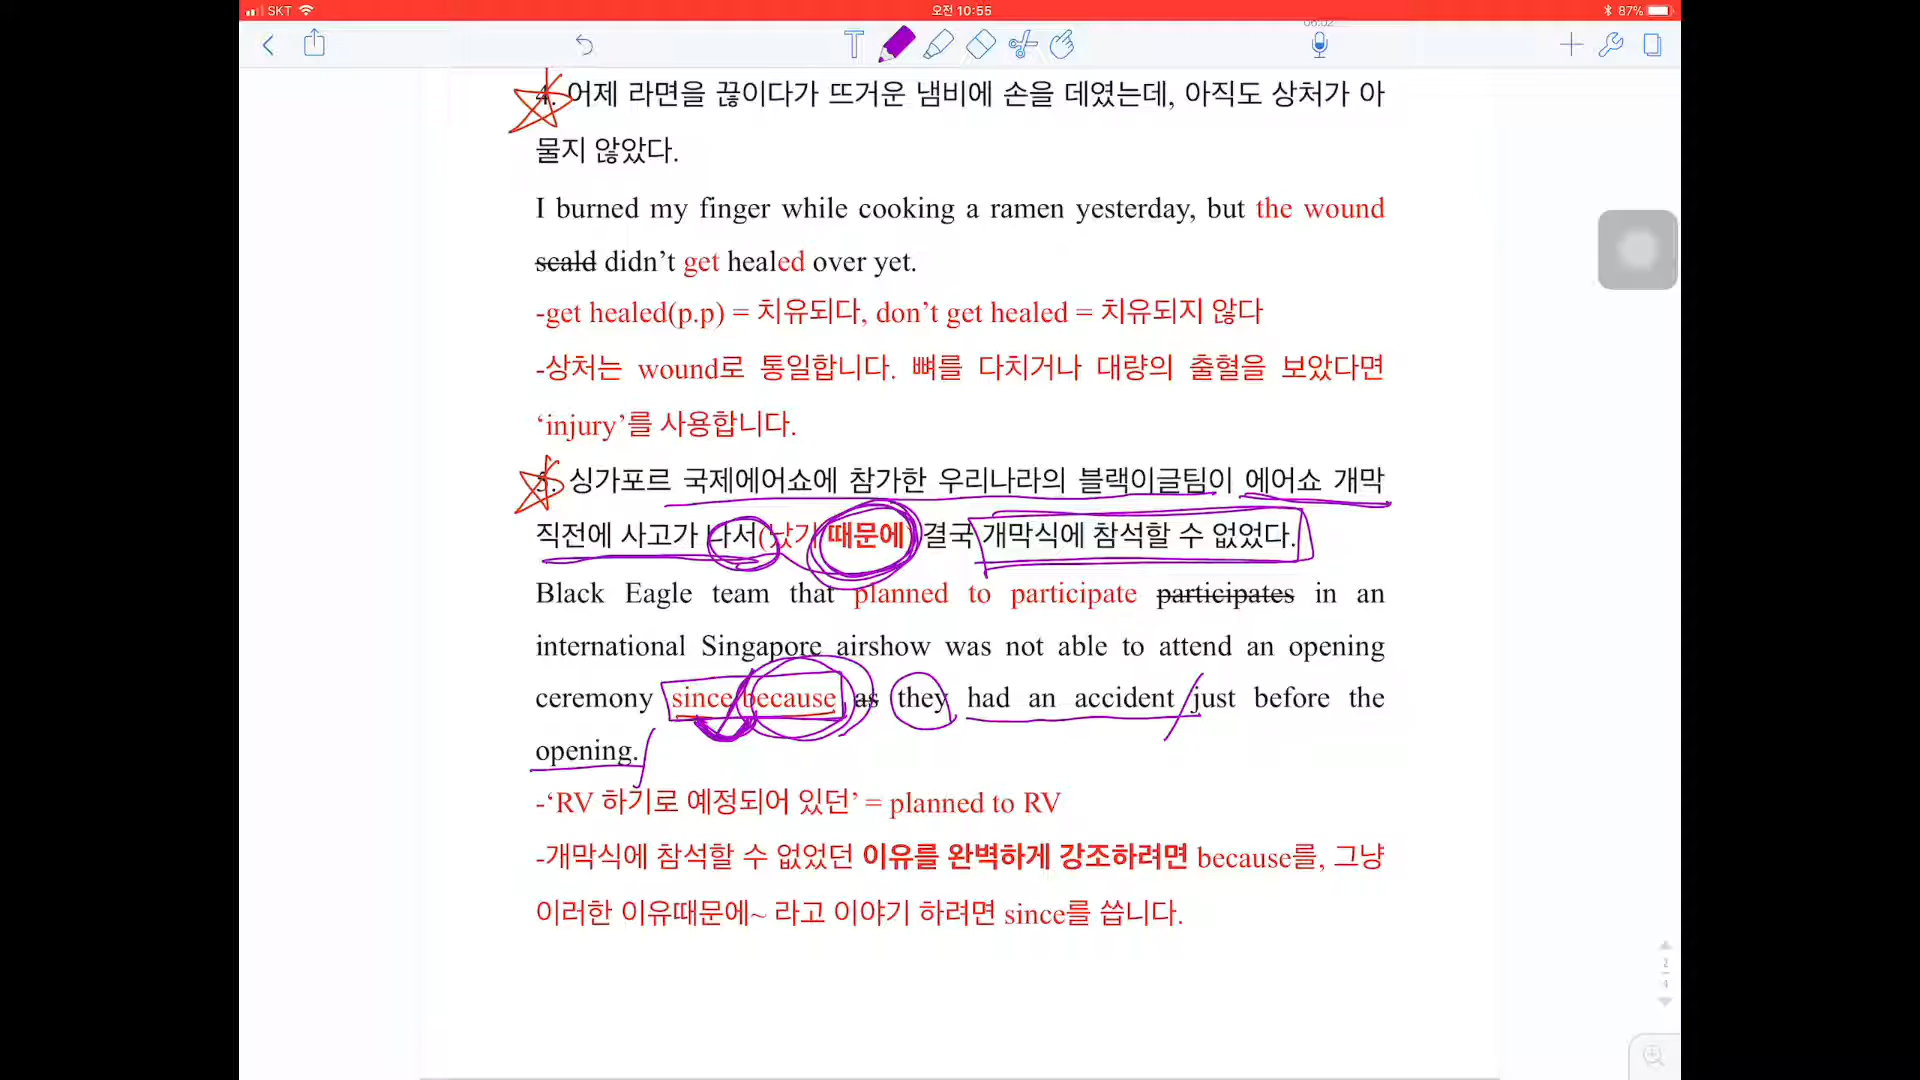 SKT 오전 10:55 87%
06:02
T
4. 어제 라면을 끊이다가 뜨거운 냄비에 손을 데였는데, 아직도 상처가 아
물지 않았다.
I burned my finger while cooking a ramen yesterday, but the wound
scald didn’t get healed over yet.
-get healed(p.p) = 치유되다, don’t get healed = 치유되지 않다
-상처는 wound로 통일합니다. 뼈를 다치거나 대량의 출혈을 보았다면
‘injury’를 사용합니다.
5. 싱가포르 국제에어쇼에 참가한 우리나라의 블랙이글팀이 에어쇼 개막
직전에 사고가 나서(났기 때문에) 결국 개막식에 참석할 수 없었다.
Black Eagle team that planned to participate participates in an
international Singapore airshow was not able to attend an opening
ceremony since because as they had an accident just before the
opening.
-‘RV 하기로 예정되어 있던’ = planned to RV
-개막식에 참석할 수 없었던 이유를 완벽하게 강조하려면 because를, 그냥
이러한 이유때문에~ 라고 이야기 하려면 since를 씁니다.
2
4